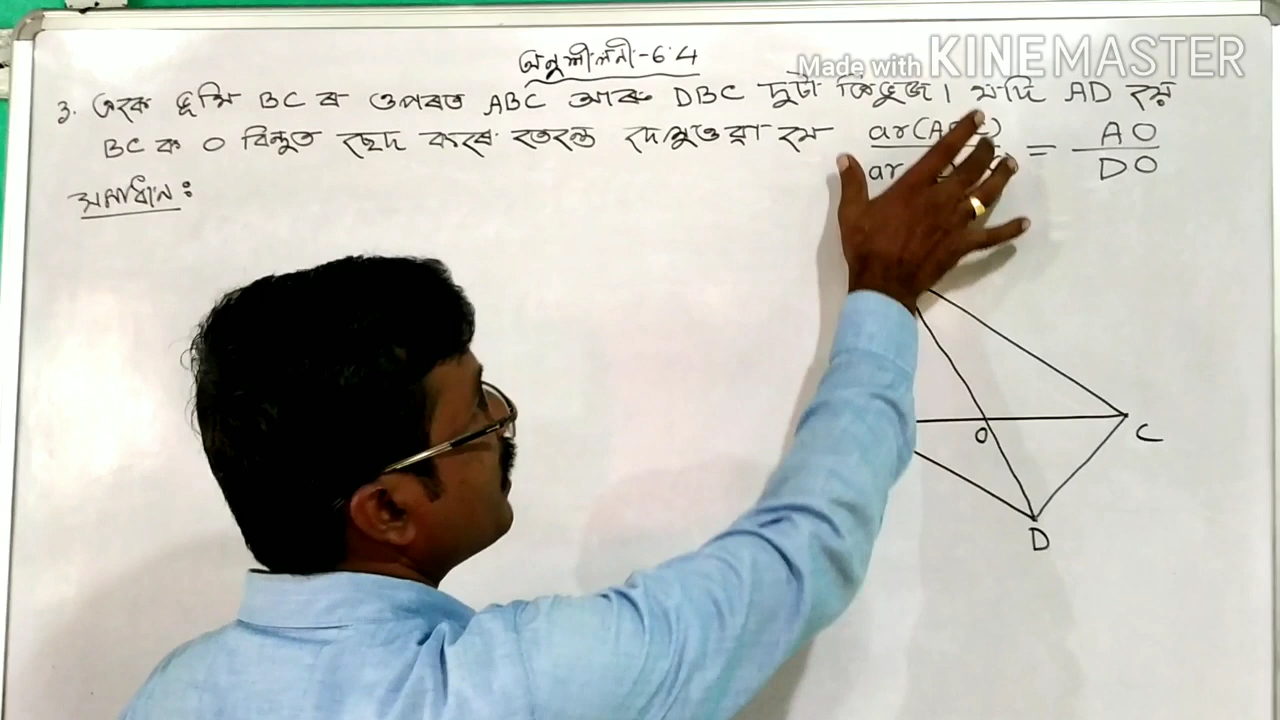 অনুশীলনী-6.4
Made with KINEMASTER
3. একে ভূমি BC ৰ ওপৰত ABC আৰু DBC দুটা ত্ৰিভুজ। যদি AD য়ে
BC ক O বিন্দুত ছেদ কৰে তেন্তে দেখুওৱা যে ar(ABC) / ar = AO / DO
সমাধান:
O
C
D